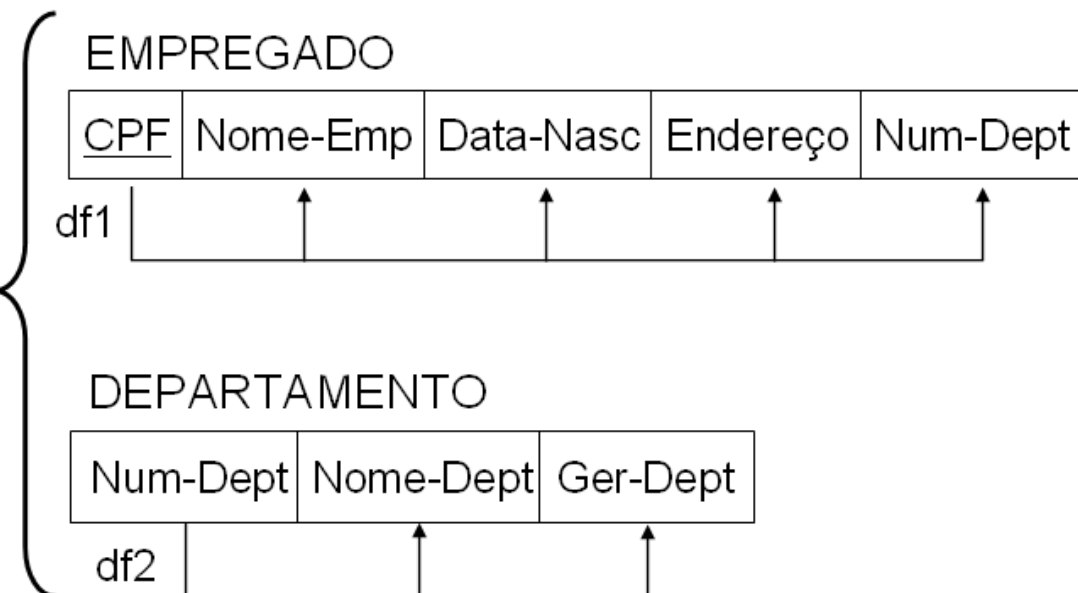 EMPREGADO
CPF Nome-Emp Data-Nasc Endereço Num-Dept
df1
DEPARTAMENTO
Num-Dept Nome-Dept Ger-Dept
df2